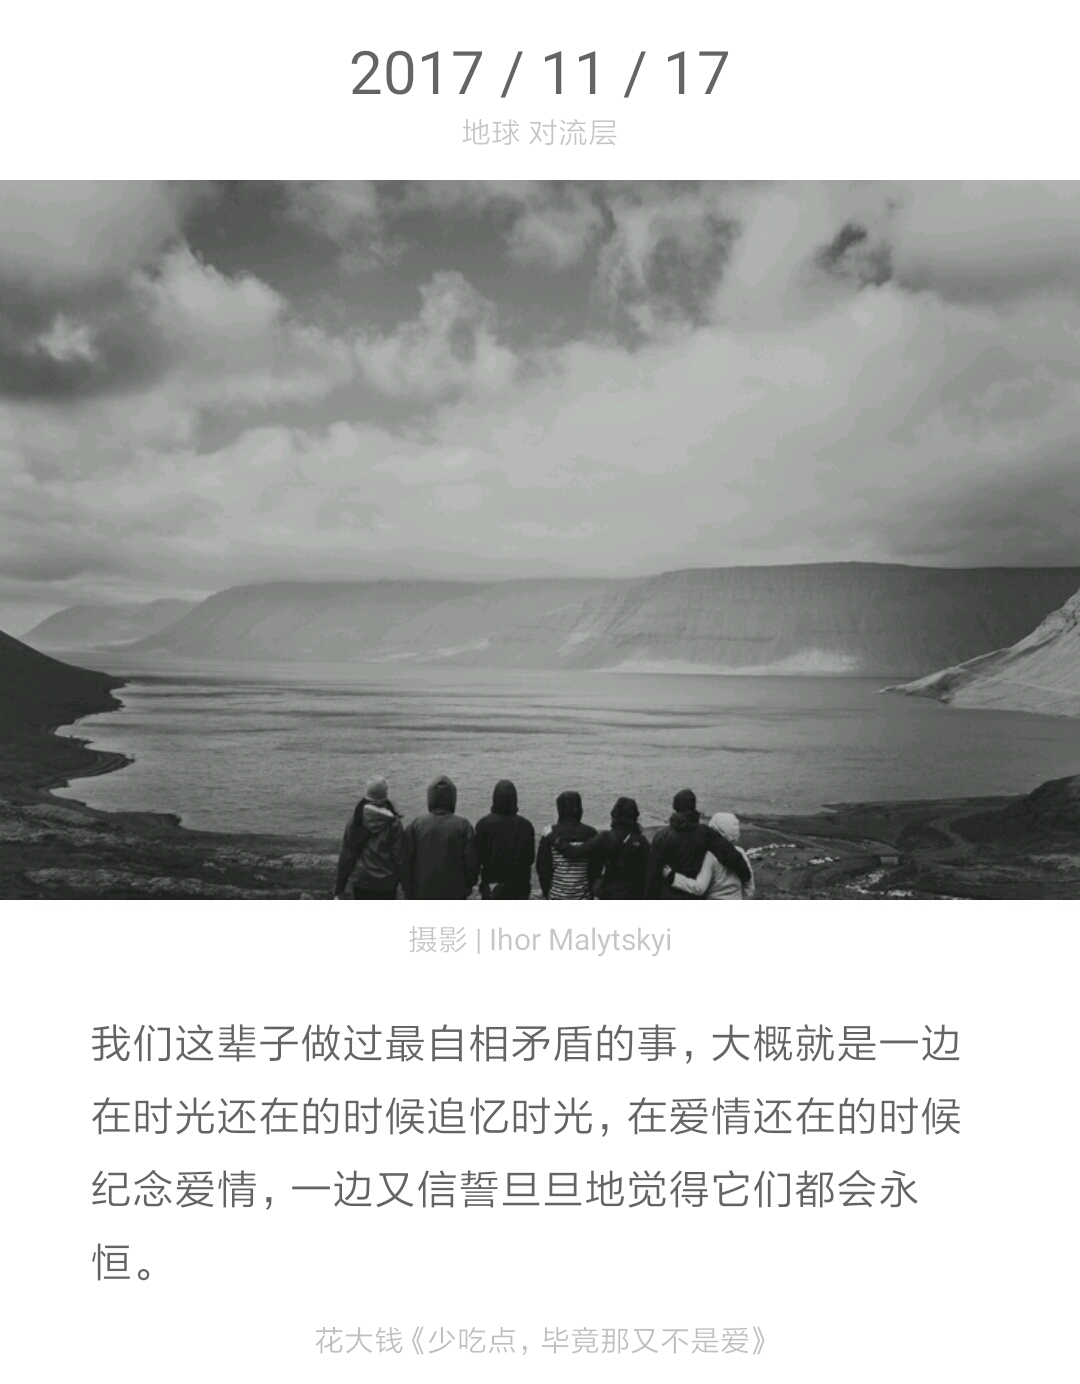 2017 / 11 / 17
地球 对流层
摄影 | Ihor Malytskyi
我们这辈子做过最自相矛盾的事，大概就是一边
在时光还在的时候追忆时光，在爱情还在的时候
纪念爱情，一边又信誓旦旦地觉得它们都会永
恒。
花大钱《少吃点，毕竟那又不是爱》